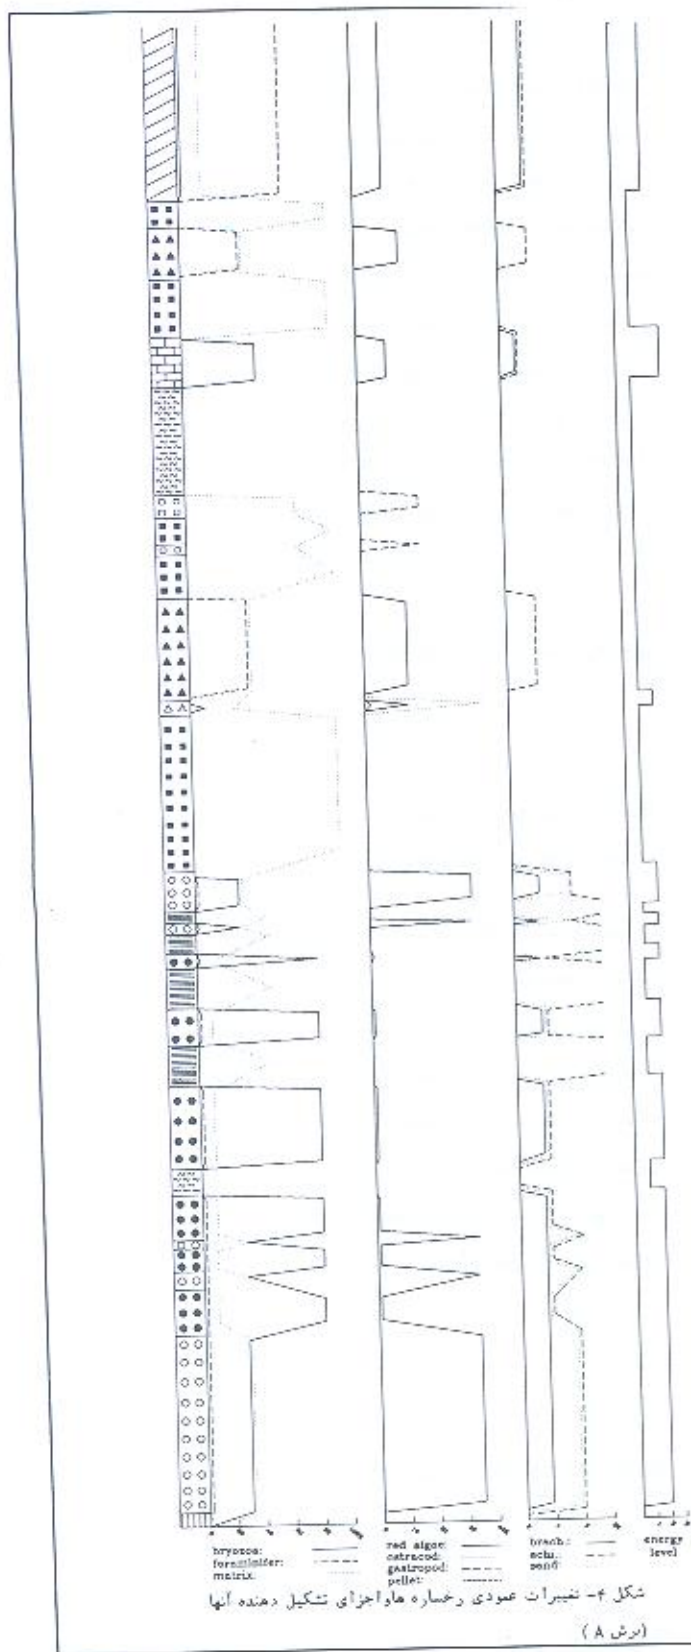 bryozoa:
foraminifer:
matrix:
red algae:
ostracod:
gastropod:
pellet:
brach.:
echi.:
sand:
energy
level
شکل ۴- تغییرات عمودی رخساره ها و اجزای تشکیل دهنده آنها
(برش A)